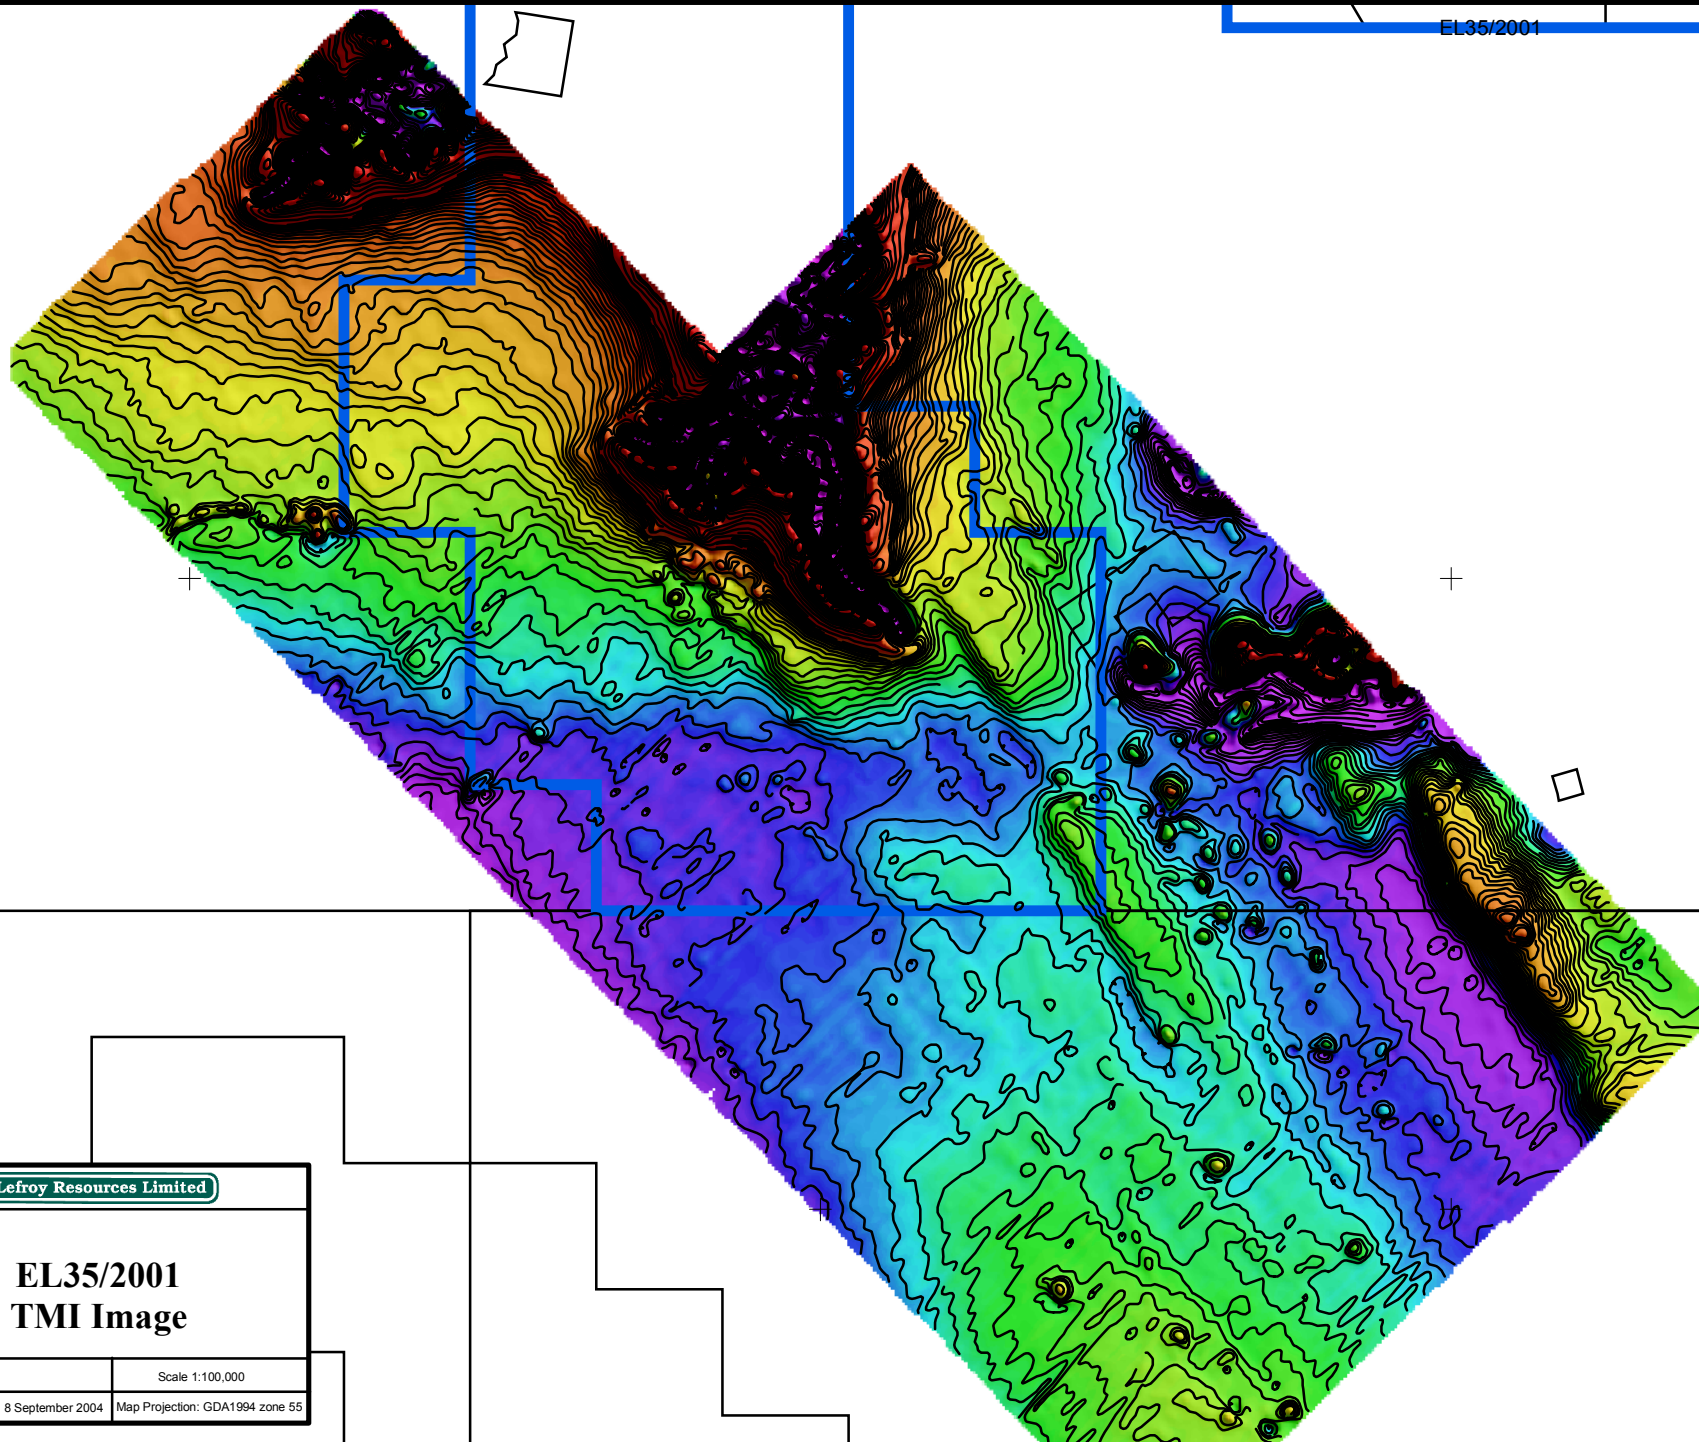 EL35/2001
Lefroy Resources Limited
EL35/2001
TMI Image
Scale 1:100,000
8 September 2004
Map Projection: GDA1994 zone 55